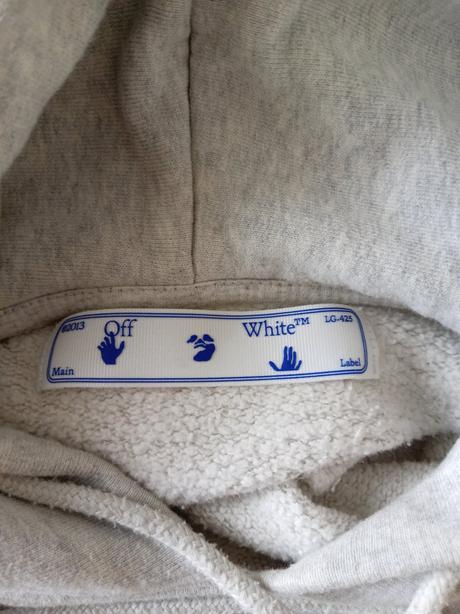 ©2013 Off White™ LG-425
Main Label